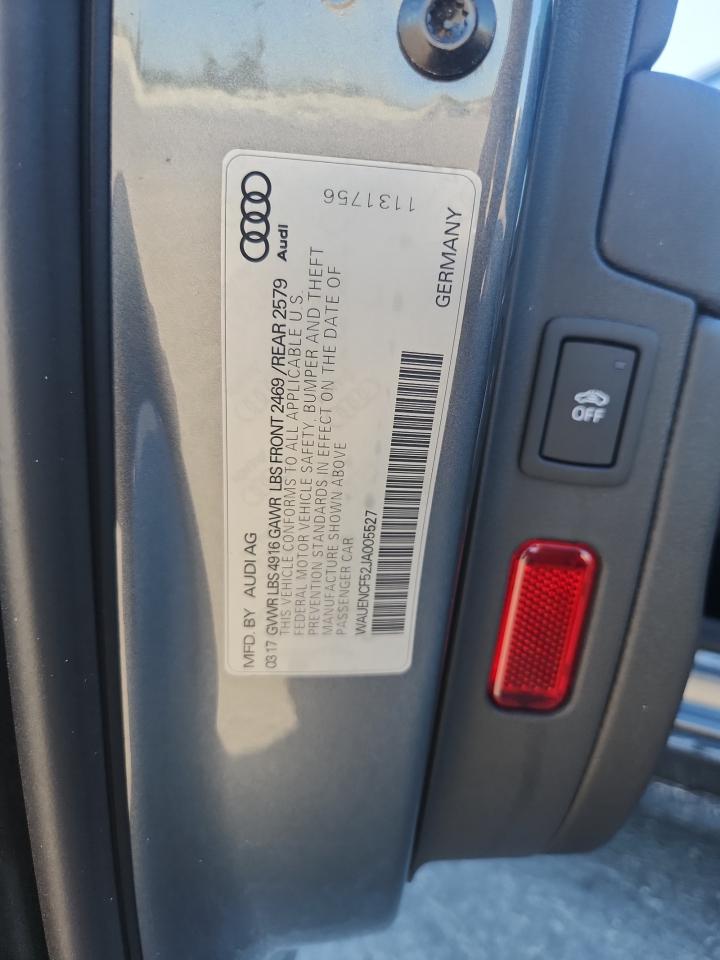 Audi
1131756
MFD. BY AUDI AG
GERMANY
0317 GVWR LBS 4916 GAWR LBS FRONT 2469 / REAR 2579
THIS VEHICLE CONFORMS TO ALL APPLICABLE U.S.
FEDERAL MOTOR VEHICLE SAFETY, BUMPER AND THEFT
PREVENTION STANDARDS IN EFFECT ON THE DATE OF
MANUFACTURE SHOWN ABOVE
PASSENGER CAR
WAUENCF52JA005527
OFF